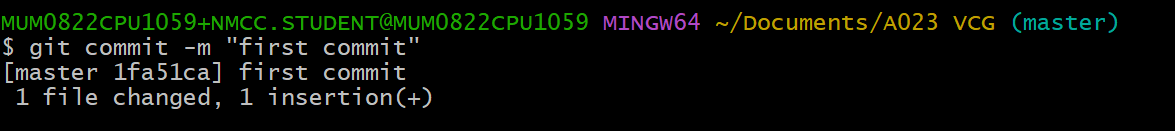 MUM0822CPU1059+NMCC.STUDENT@MUM0822CPU1059 MINGW64 ~/Documents/A023 VCG (master)
$ git commit -m "first commit"
[master 1fa51ca] first commit
 1 file changed, 1 insertion(+)